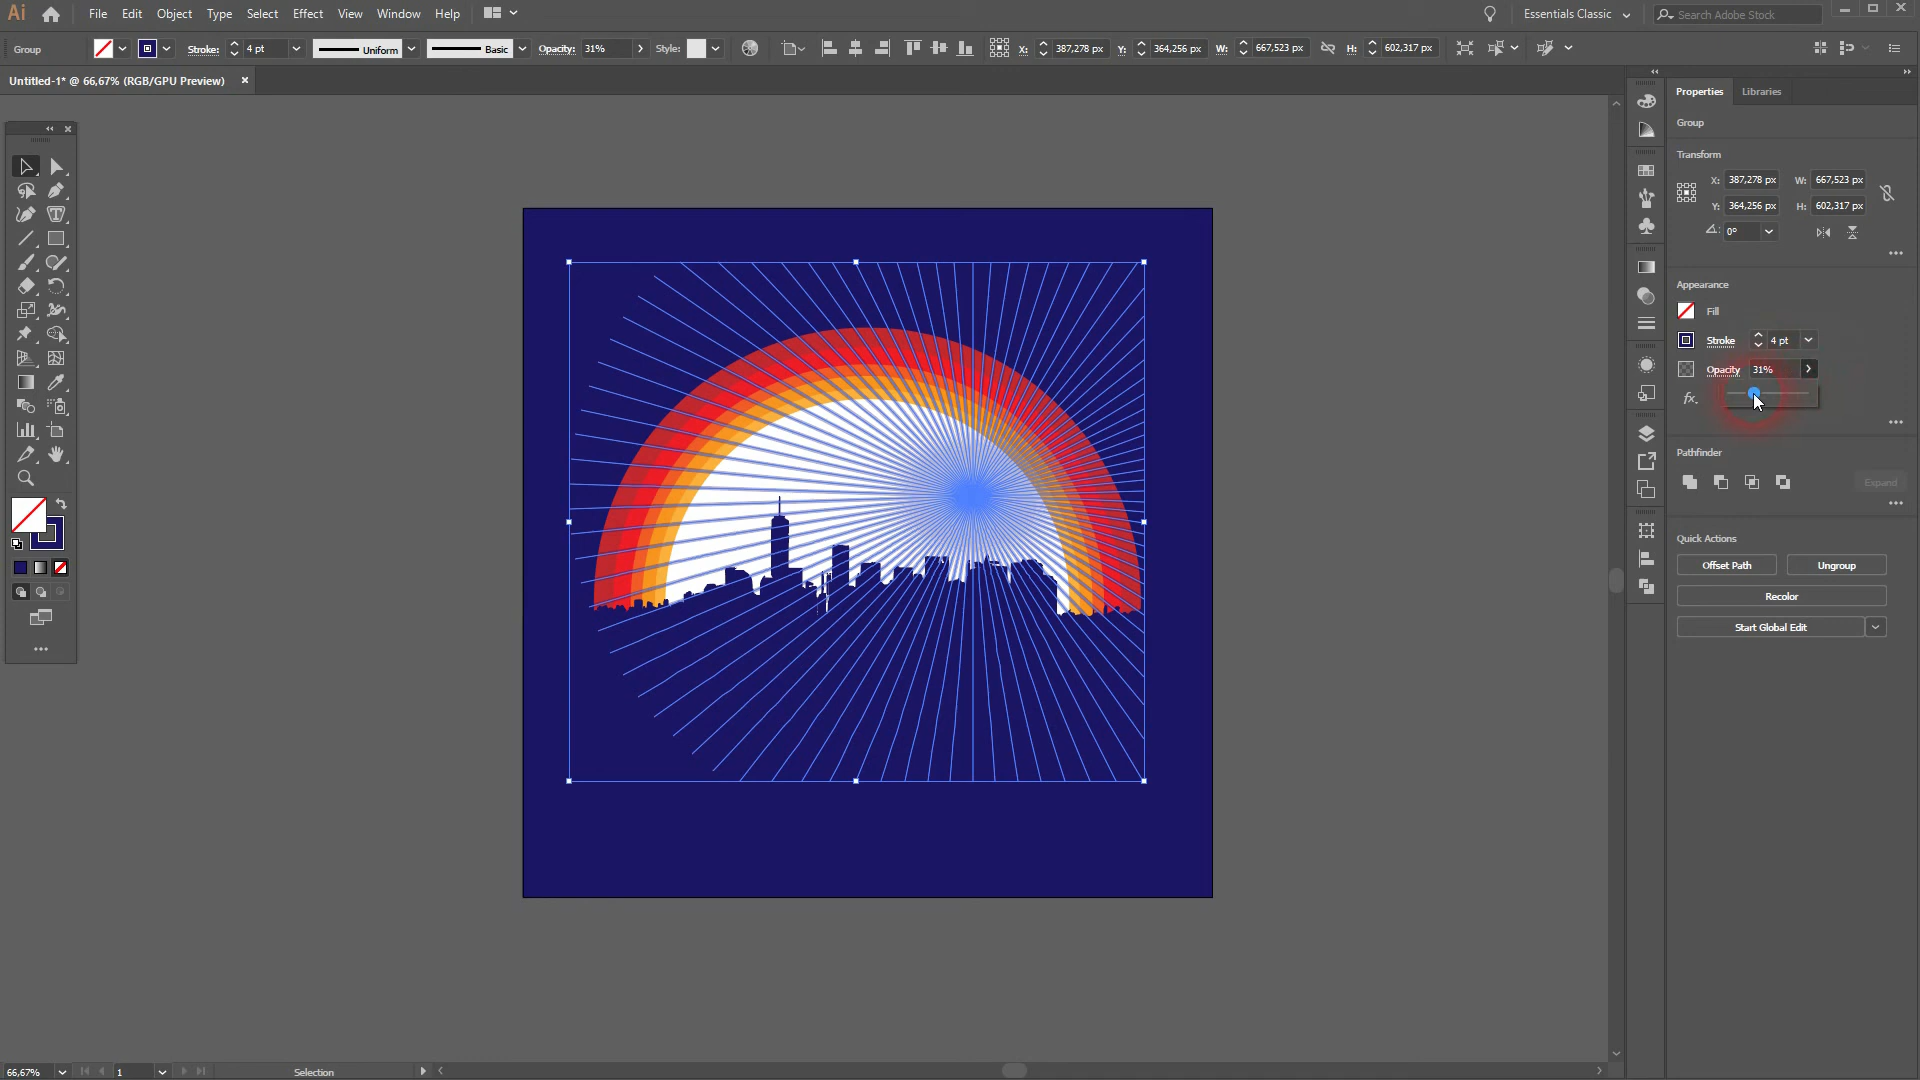 Ai File Edit Object Type Select Effect View Window Help Essentials Classic Search Adobe Stock
Group Stroke: 4 pt Uniform Basic Opacity: 31% Style: X: 387,278 px Y: 364,256 px W: 667,523 px H: 602,317 px
Untitled-1* @ 66,67% (RGB/GPU Preview) ×
Properties Libraries
Group
Transform
X: 387,278 px W: 667,523 px
Y: 364,256 px H: 602,317 px
0°
Appearance
Fill
Stroke 4 pt
Opacity 31%
fx.
Pathfinder
Expand
Quick Actions
Offset Path Ungroup
Recolor
Start Global Edit
66,67% 1 Selection